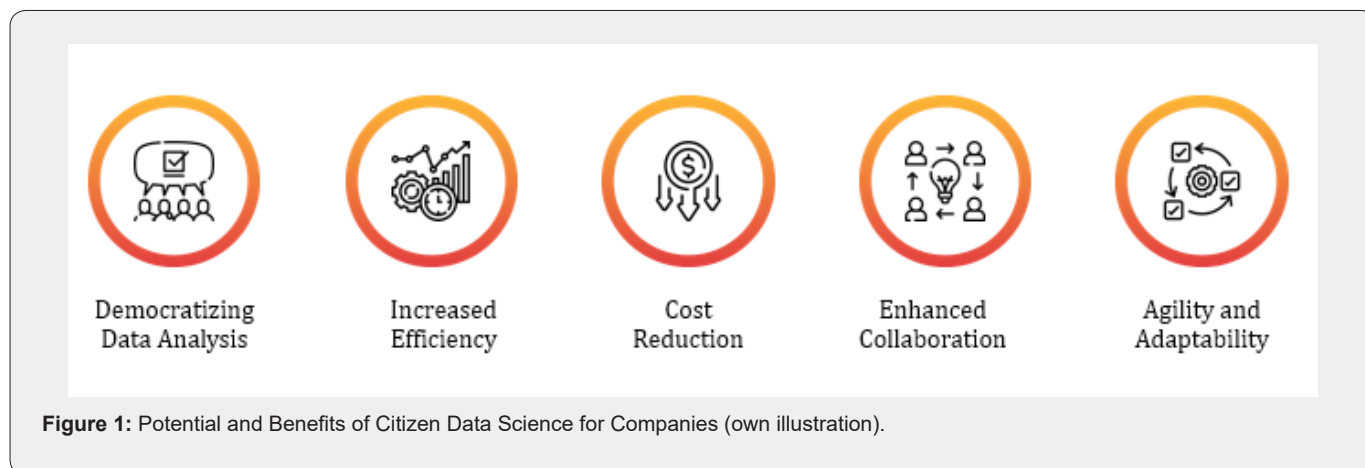 $
Democratizing
Data Analysis
Increased
Efficiency
Cost
Reduction
Enhanced
Collaboration
Agility and
Adaptability
Figure 1: Potential and Benefits of Citizen Data Science for Companies (own illustration).